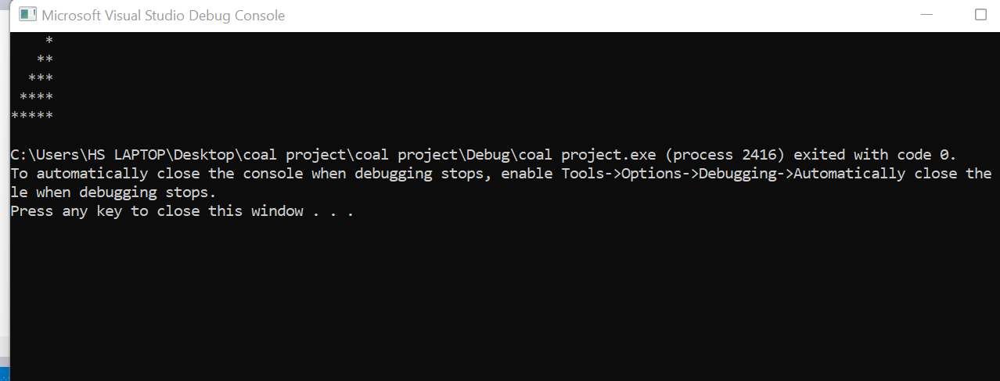 Microsoft Visual Studio Debug Console
    *
   **
  ***
 ****
*****
C:\Users\HS LAPTOP\Desktop\coal project\coal project\Debug\coal project.exe (process 2416) exited with code 0.
To automatically close the console when debugging stops, enable Tools->Options->Debugging->Automatically close the
le when debugging stops.
Press any key to close this window . . .